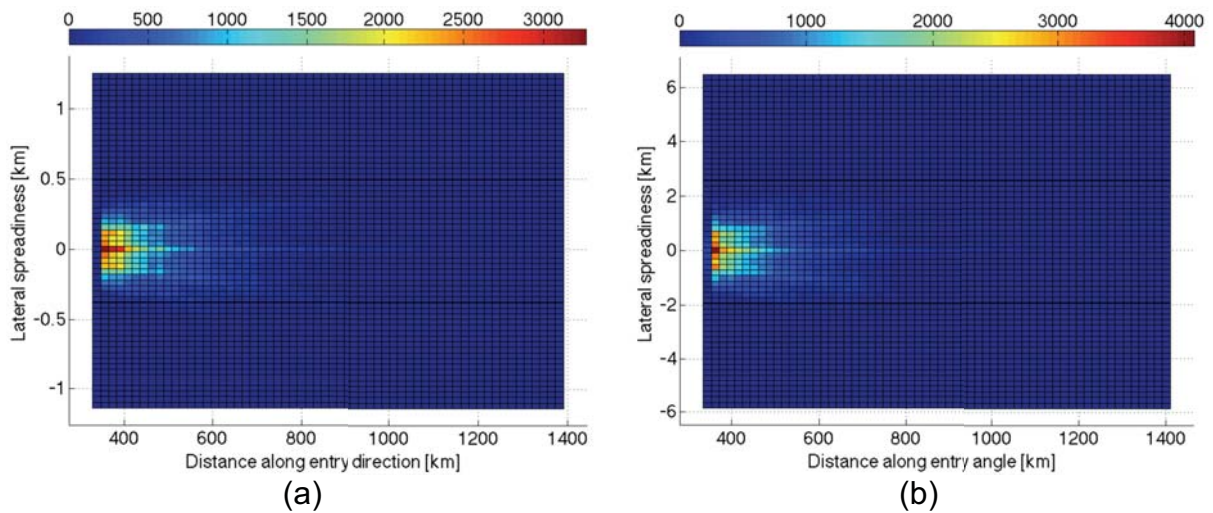 0 500 1000 1500 2000 2500 3000
1
0.5
0
-0.5
-1
Lateral spreadiness [km]
400 600 800 1000 1200 1400
Distance along entry direction [km]
(a)
0 1000 2000 3000 4000
6
4
2
0
-2
-4
-6
Lateral spreadiness [km]
400 600 800 1000 1200 1400
Distance along entry angle [km]
(b)